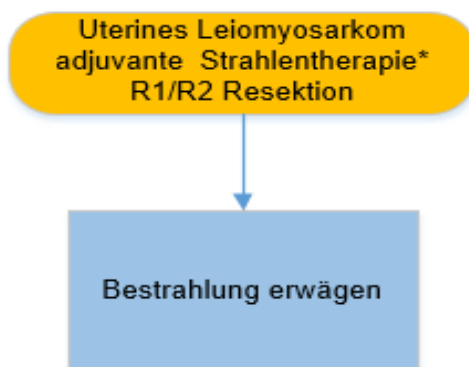 Uterines Leiomyosarkom
adjuvante Strahlentherapie*
R1/R2 Resektion
Bestrahlung erwägen